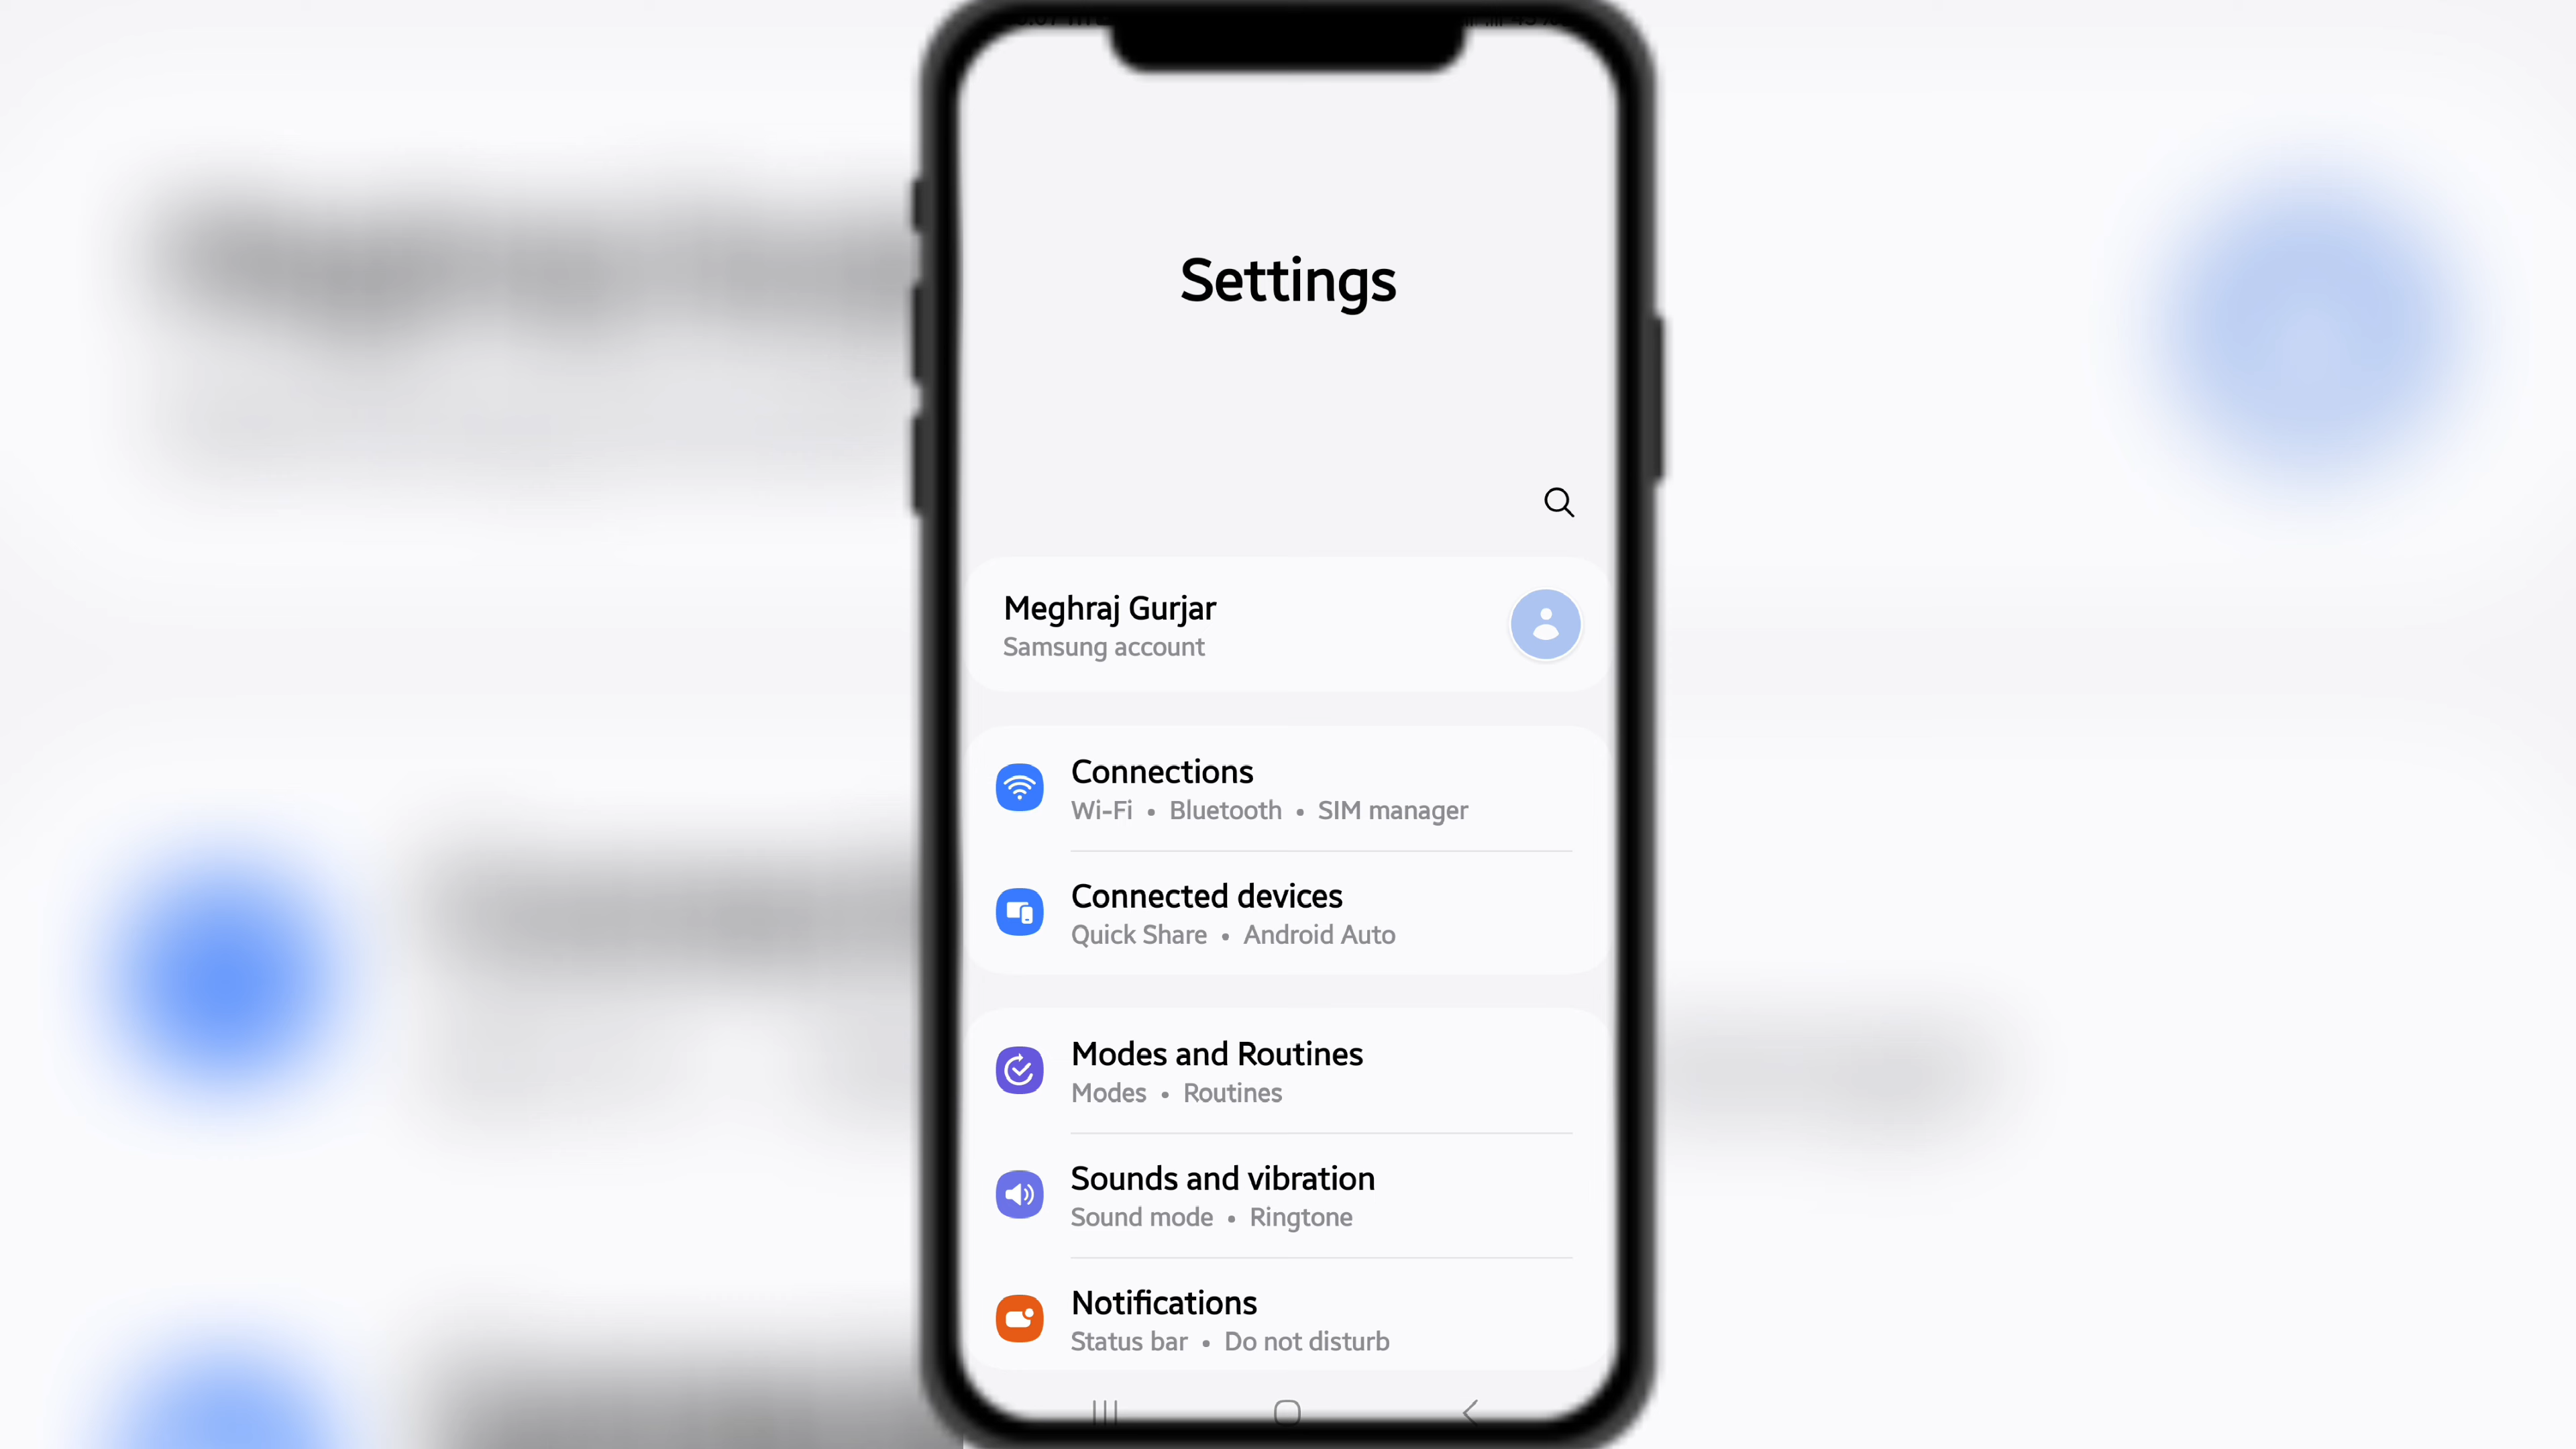 Settings
Meghraj Gurjar
Samsung account
Connections
Wi-Fi • Bluetooth • SIM manager
Connected devices
Quick Share • Android Auto
Modes and Routines
Modes • Routines
Sounds and vibration
Sound mode • Ringtone
Notifications
Status bar • Do not disturb